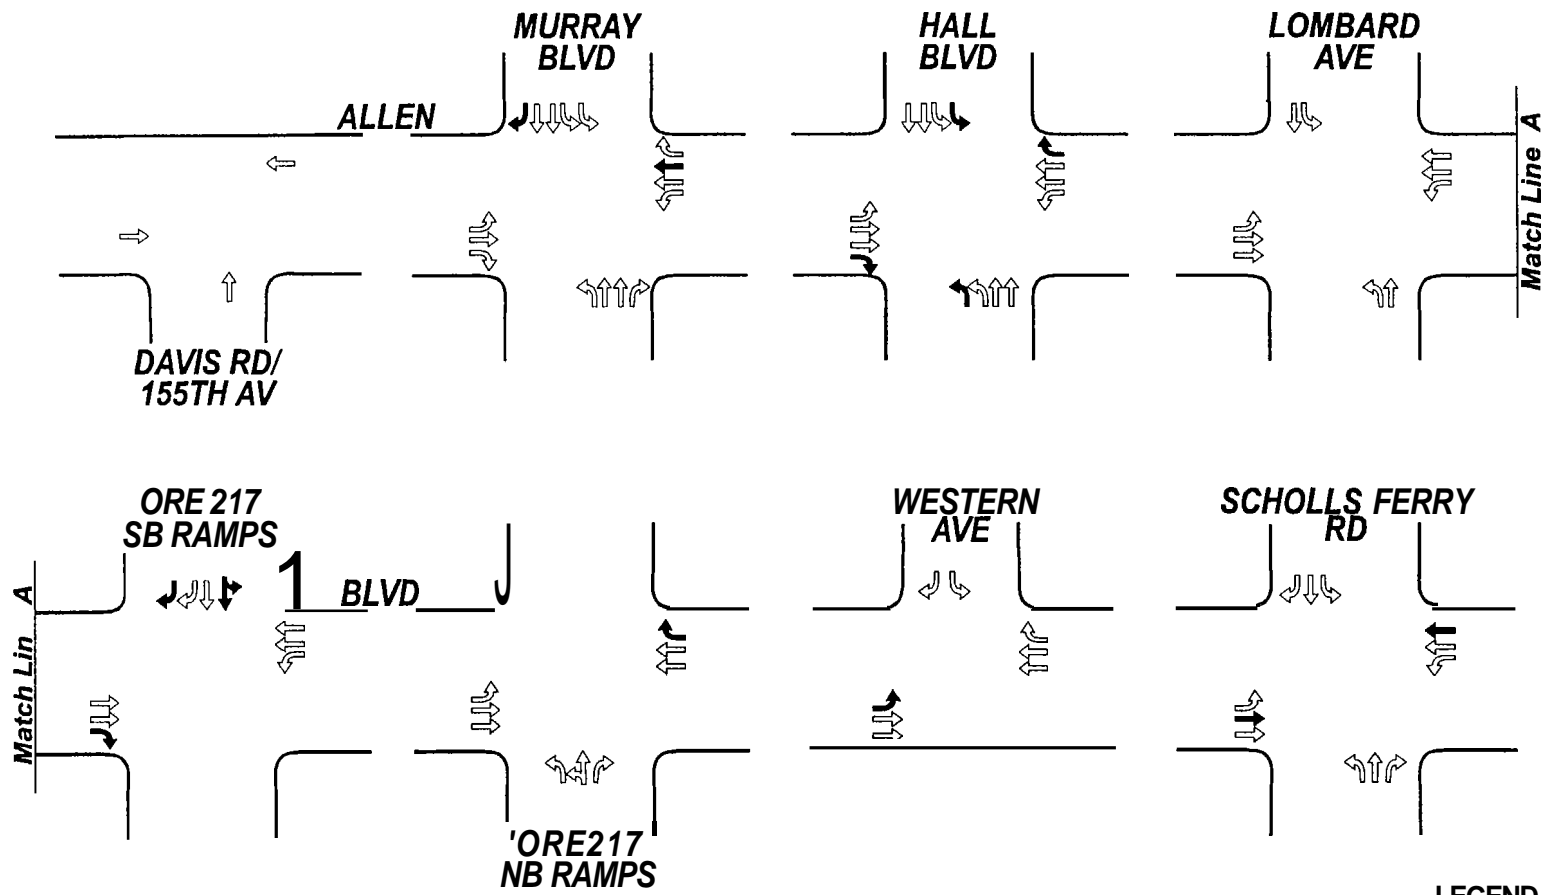 MURRAY
BLVD
HALL
BLVD
LOMBARD
AVE
ALLEN
Match Line A
DAVIS RD/
155TH AV
ORE 217
SB RAMPS
WESTERN
AVE
SCHOLLS FERRY
RD
Match Lin A
1
BLVD
'ORE217
NB RAMPS
LEGEND